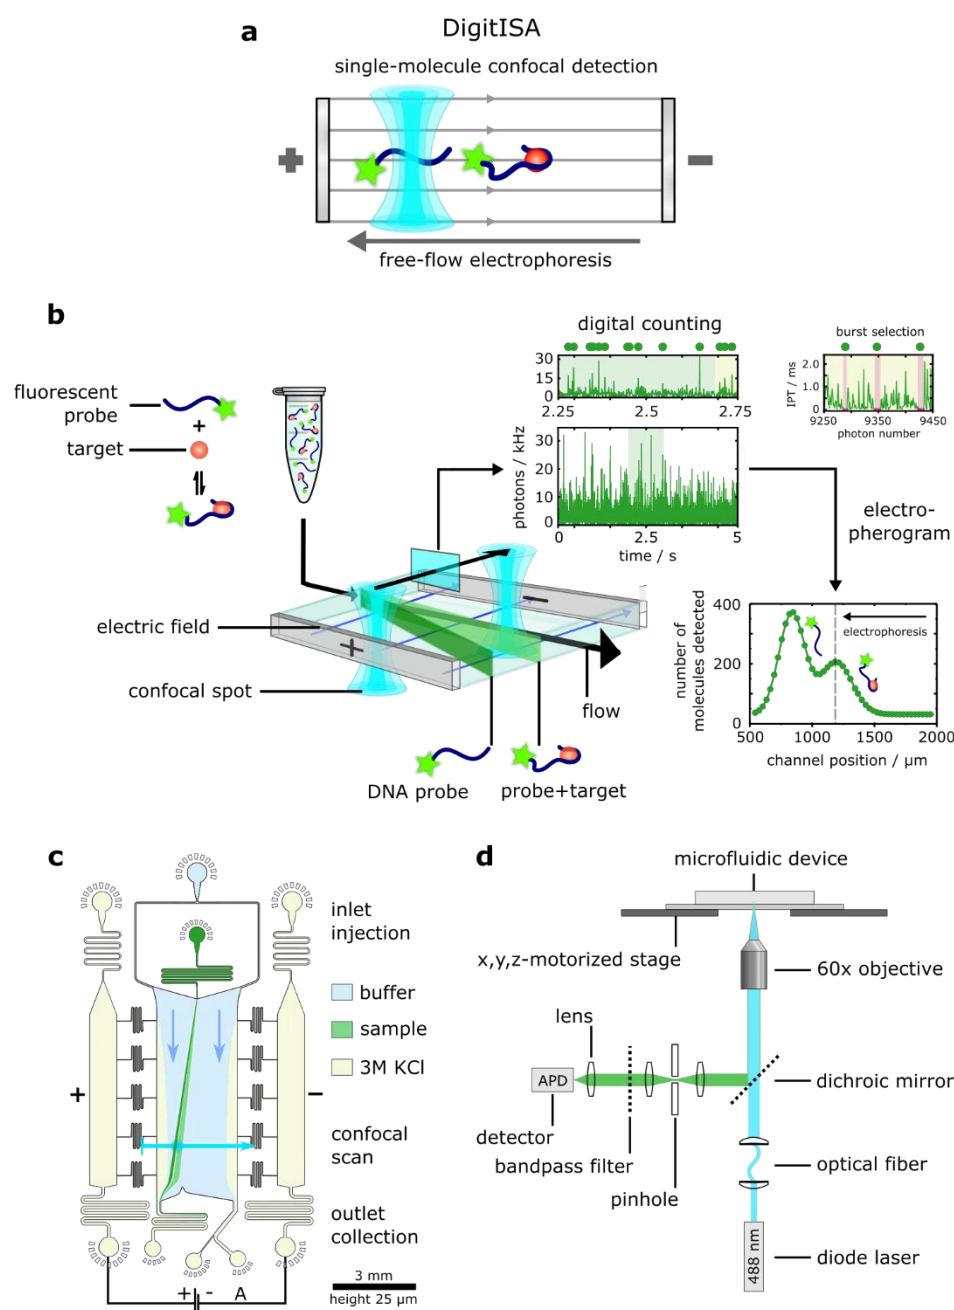 a
DigitISA
single-molecule confocal detection
+
-
free-flow electrophoresis
b
digital counting
burst selection
30
15
0
2.25
2.5
2.75
IPT / ms
2.0
1.0
0
9250
9350
9450
photon number
fluorescent
probe
+
target
photons / kHz
30
20
10
0
0
2.5
5
time / s
electro-
pherogram
electric field
+
-
confocal spot
flow
DNA probe
probe+target
number of
molecules detected
400
200
0
electrophoresis
500
1000
1500
2000
channel position / µm
c
inlet
injection
buffer
sample
3M KCl
+
-
confocal
scan
outlet
collection
+ - A
3 mm
height 25 µm
d
microfluidic device
x,y,z-motorized stage
60x objective
lens
APD
dichroic mirror
detector
bandpass filter
pinhole
optical fiber
488 nm
diode laser